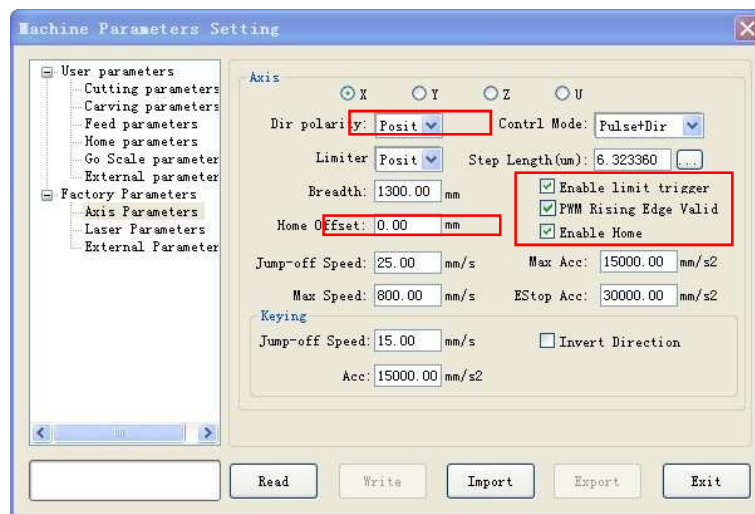 Machine Parameters Setting
User parameters
Cutting parameters
Carving parameters
Feed parameters
Home parameters
Go Scale parameter
External parameter
Factory Parameters
Axis Parameters
Laser Parameters
External Parameter
Axis
X Y Z U
Dir polarity: Posit Contrl Mode: Pulse+Dir
Limiter Posit Step Length(um): 6.323360 ...
Breadth: 1300.00 mm Enable limit trigger
PWM Rising Edge Valid
Home Offset: 0.00 mm Enable Home
Jump-off Speed: 25.00 mm/s Max Acc: 15000.00 mm/s2
Max Speed: 800.00 mm/s EStop Acc: 30000.00 mm/s2
Keying
Jump-off Speed: 15.00 mm/s Invert Direction
Acc: 15000.00 mm/s2
Read Write Import Export Exit